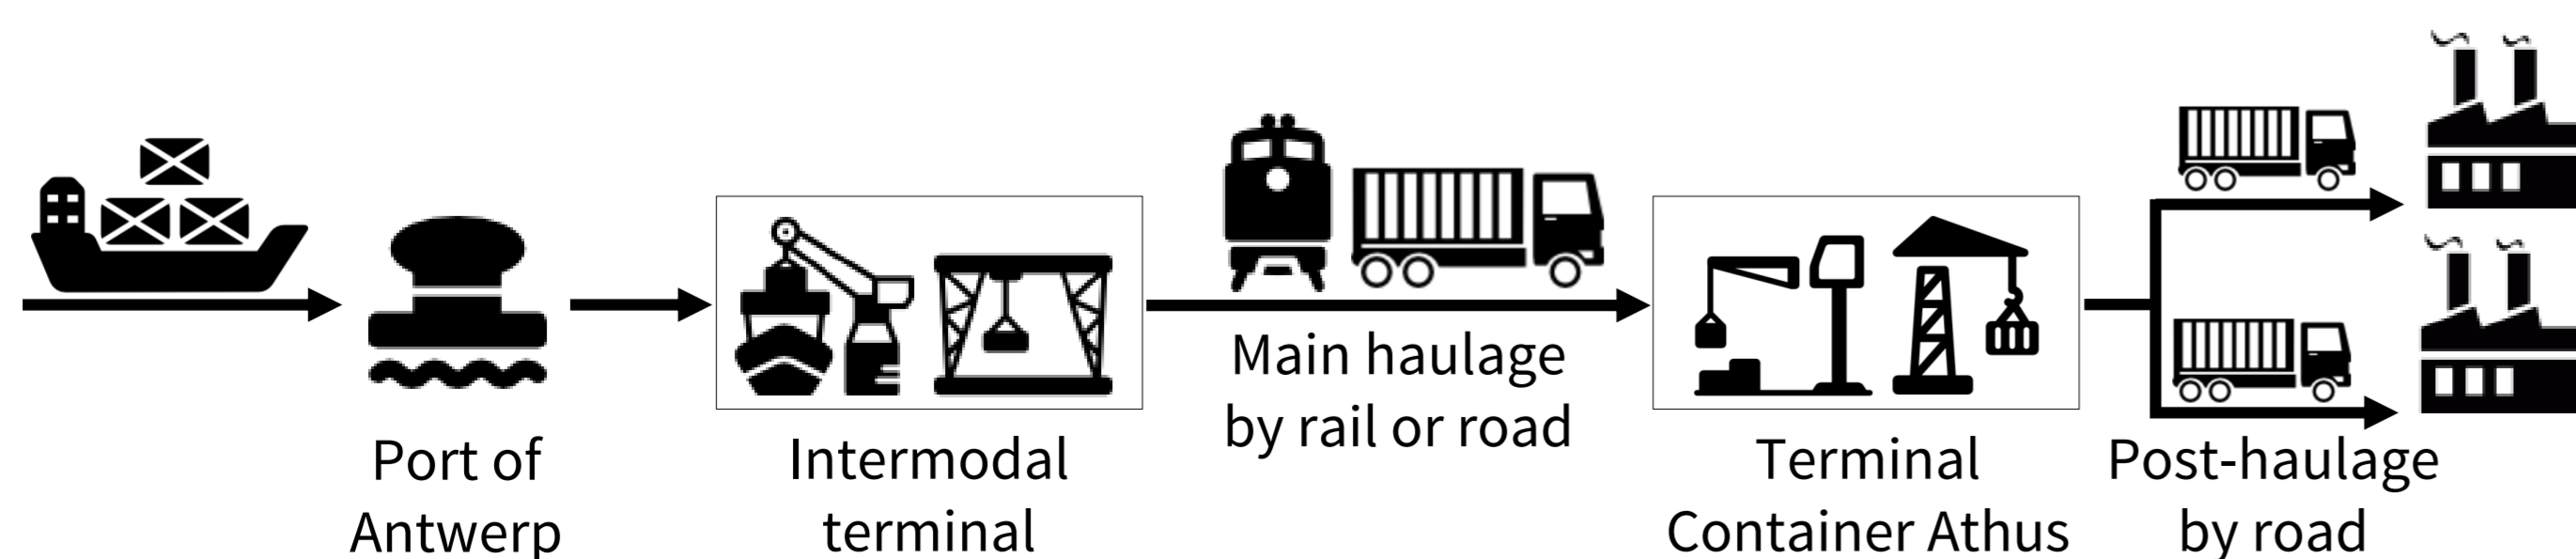 Port of
Antwerp
Intermodal
terminal
Main haulage
by rail or road
Terminal
Container Athus
Post-haulage
by road